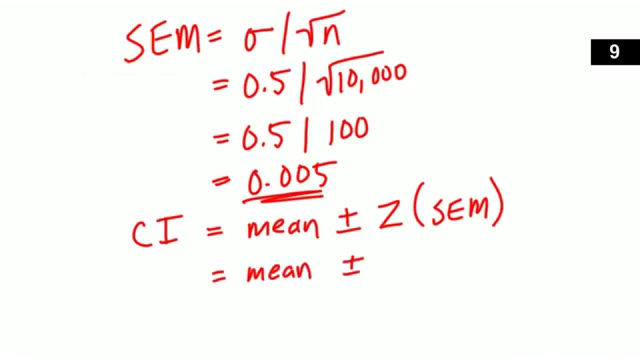 SEM = σ / √n
= 0.5 / √10,000
= 0.5 / 100
= 0.005
CI = mean ± Z (SEM)
= mean ±
9